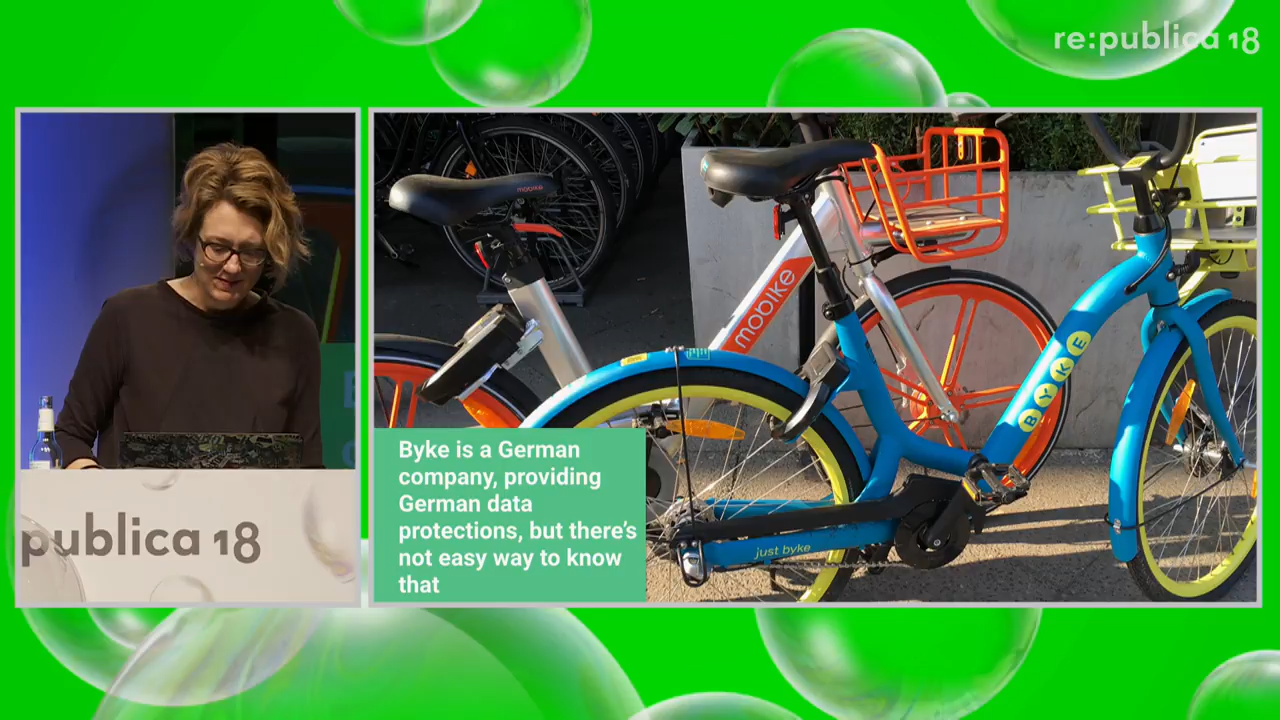 re:publica 18
mobike
mobike
BYKE
just byke
Byke is a German
company, providing
German data
protections, but there's
not easy way to know
that
publica 18